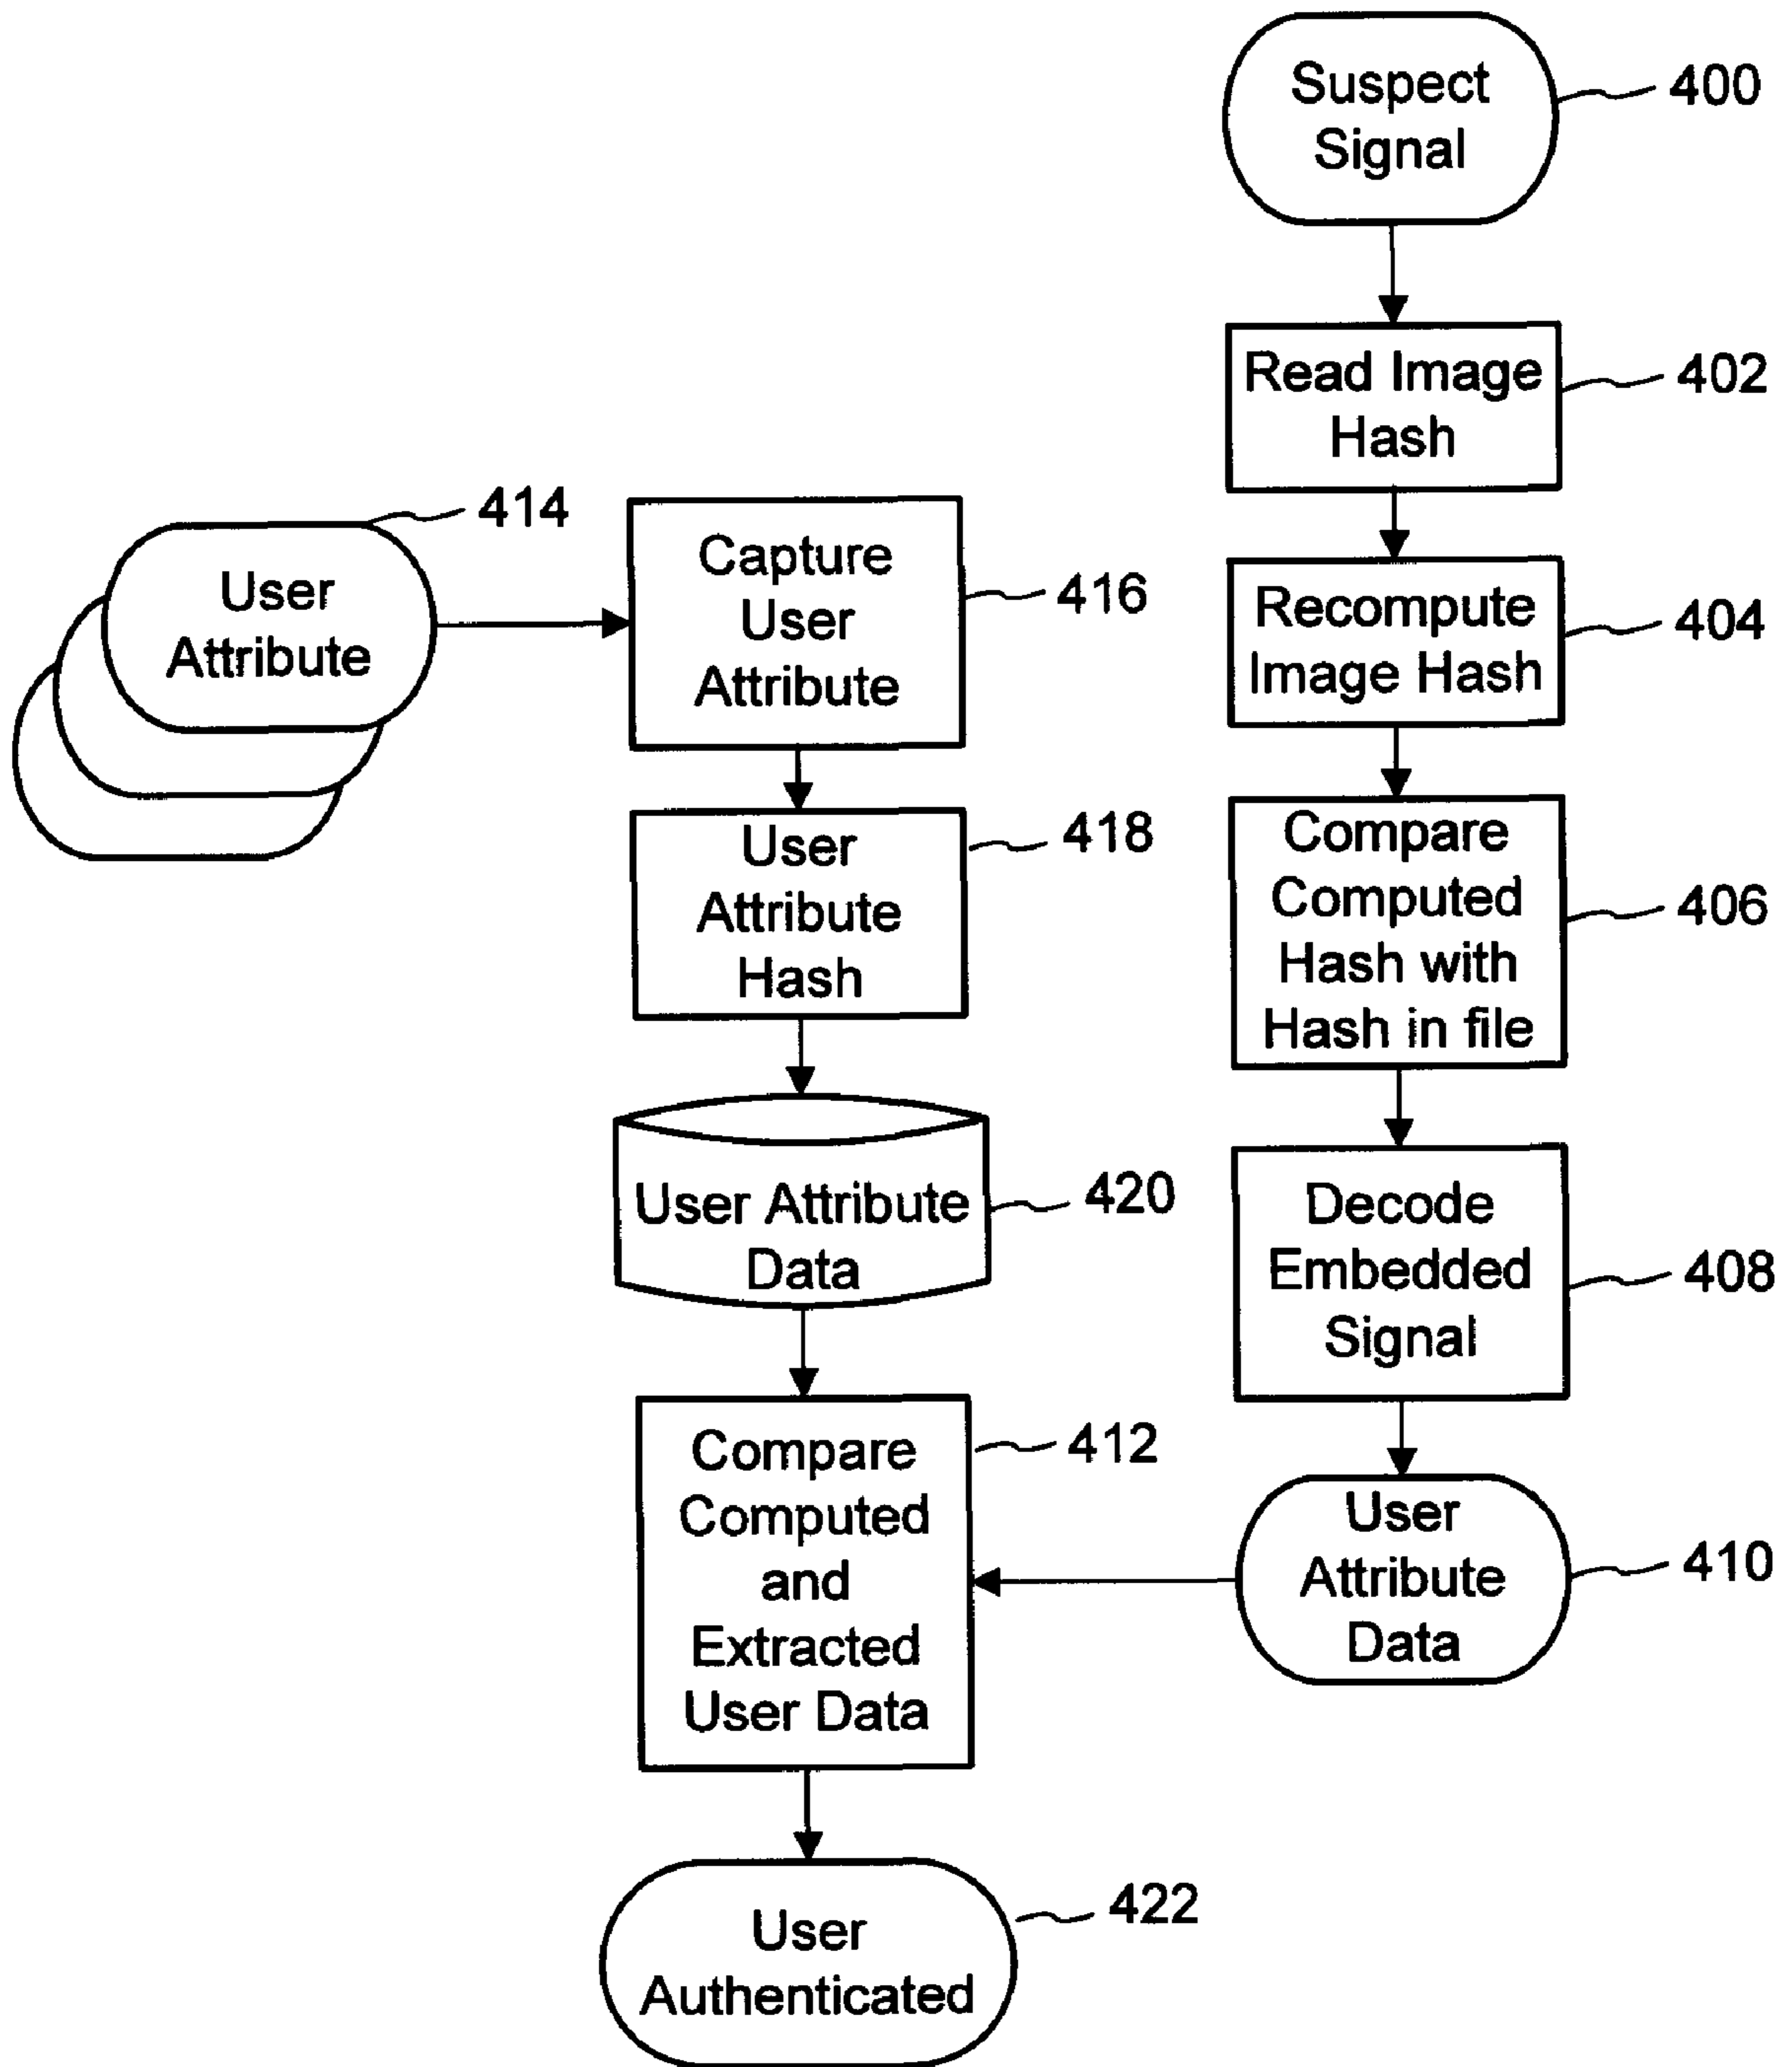 Suspect
Signal
400
Read Image
Hash
402
414
User
Attribute
Capture
User
Attribute
416
Recompute
Image Hash
404
User
Attribute
Hash
418
Compare
Computed
Hash with
Hash in file
406
User Attribute
Data
420
Decode
Embedded
Signal
408
Compare
Computed
and
Extracted
User Data
412
User
Attribute
Data
410
User
Authenticated
422